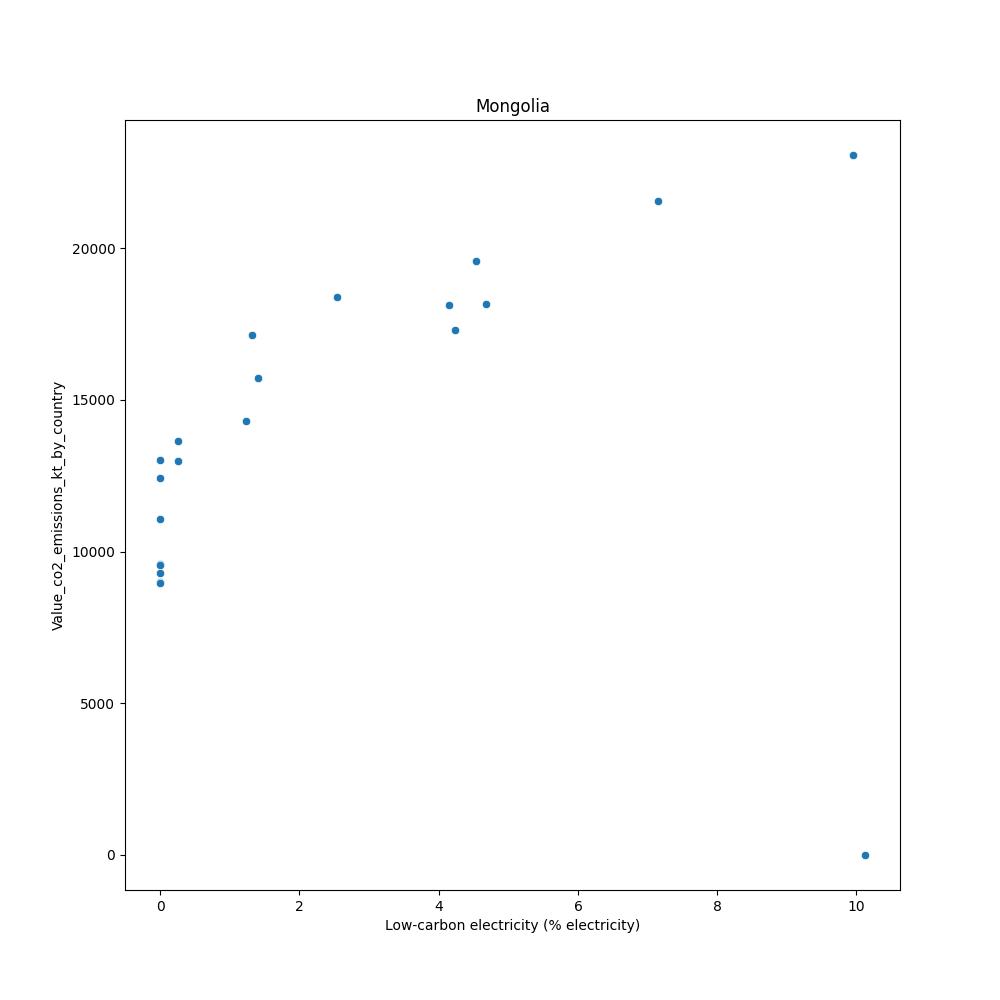 Mongolia
20000
15000
10000
5000
0
Value_co2_emissions_kt_by_country
0 2 4 6 8 10
Low-carbon electricity (% electricity)